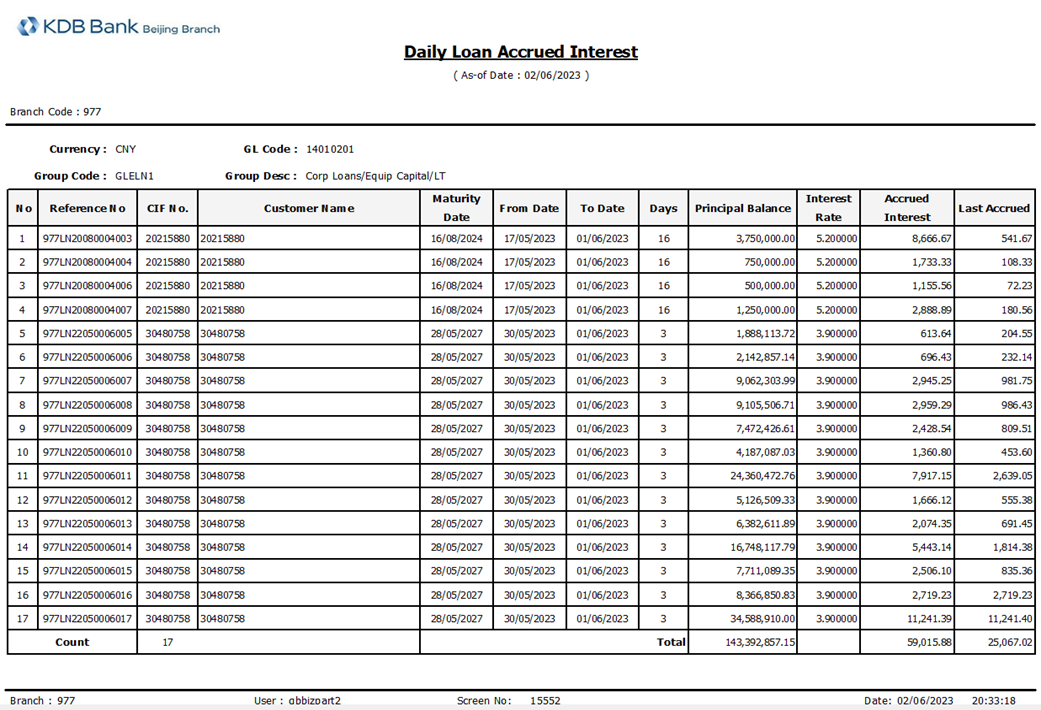 KDB Bank Beijing Branch
Daily Loan Accrued Interest
( As-of Date : 02/06/2023 )
Branch Code : 977
Currency : CNY GL Code : 14010201
Group Code : GLELN1 Group Desc : Corp Loans/Equip Capital/LT
No Reference No CIF No. Customer Name Maturity Date From Date To Date Days Principal Balance Interest Rate Accrued Interest Last Accrued
1 977LN20080004003 20215880 20215880 16/08/2024 17/05/2023 01/06/2023 16 3,750,000.00 5.200000 8,666.67 541.67
2 977LN20080004004 20215880 20215880 16/08/2024 17/05/2023 01/06/2023 16 750,000.00 5.200000 1,733.33 108.33
3 977LN20080004006 20215880 20215880 16/08/2024 17/05/2023 01/06/2023 16 500,000.00 5.200000 1,155.56 72.23
4 977LN20080004007 20215880 20215880 16/08/2024 17/05/2023 01/06/2023 16 1,250,000.00 5.200000 2,888.89 180.56
5 977LN22050006005 30480758 30480758 28/05/2027 30/05/2023 01/06/2023 3 1,888,113.72 3.900000 613.64 204.55
6 977LN22050006006 30480758 30480758 28/05/2027 30/05/2023 01/06/2023 3 2,142,857.14 3.900000 696.43 232.14
7 977LN22050006007 30480758 30480758 28/05/2027 30/05/2023 01/06/2023 3 9,062,303.99 3.900000 2,945.25 981.75
8 977LN22050006008 30480758 30480758 28/05/2027 30/05/2023 01/06/2023 3 9,105,506.71 3.900000 2,959.29 986.43
9 977LN22050006009 30480758 30480758 28/05/2027 30/05/2023 01/06/2023 3 7,472,426.61 3.900000 2,428.54 809.51
10 977LN22050006010 30480758 30480758 28/05/2027 30/05/2023 01/06/2023 3 4,187,087.03 3.900000 1,360.80 453.60
11 977LN22050006011 30480758 30480758 28/05/2027 30/05/2023 01/06/2023 3 24,360,472.76 3.900000 7,917.15 2,639.05
12 977LN22050006012 30480758 30480758 28/05/2027 30/05/2023 01/06/2023 3 5,126,509.33 3.900000 1,666.12 555.38
13 977LN22050006013 30480758 30480758 28/05/2027 30/05/2023 01/06/2023 3 6,382,611.89 3.900000 2,074.35 691.45
14 977LN22050006014 30480758 30480758 28/05/2027 30/05/2023 01/06/2023 3 16,748,117.79 3.900000 5,443.14 1,814.38
15 977LN22050006015 30480758 30480758 28/05/2027 30/05/2023 01/06/2023 3 7,711,089.35 3.900000 2,506.10 835.36
16 977LN22050006016 30480758 30480758 28/05/2027 30/05/2023 01/06/2023 3 8,366,850.83 3.900000 2,719.23 2,719.23
17 977LN22050006017 30480758 30480758 28/05/2027 30/05/2023 01/06/2023 3 34,588,910.00 3.900000 11,241.39 11,241.40
Count 17 Total 143,392,857.15 59,015.88 25,067.02
Branch : 977 User : gbbizpart2 Screen No: 15552 Date: 02/06/2023 20:33:18